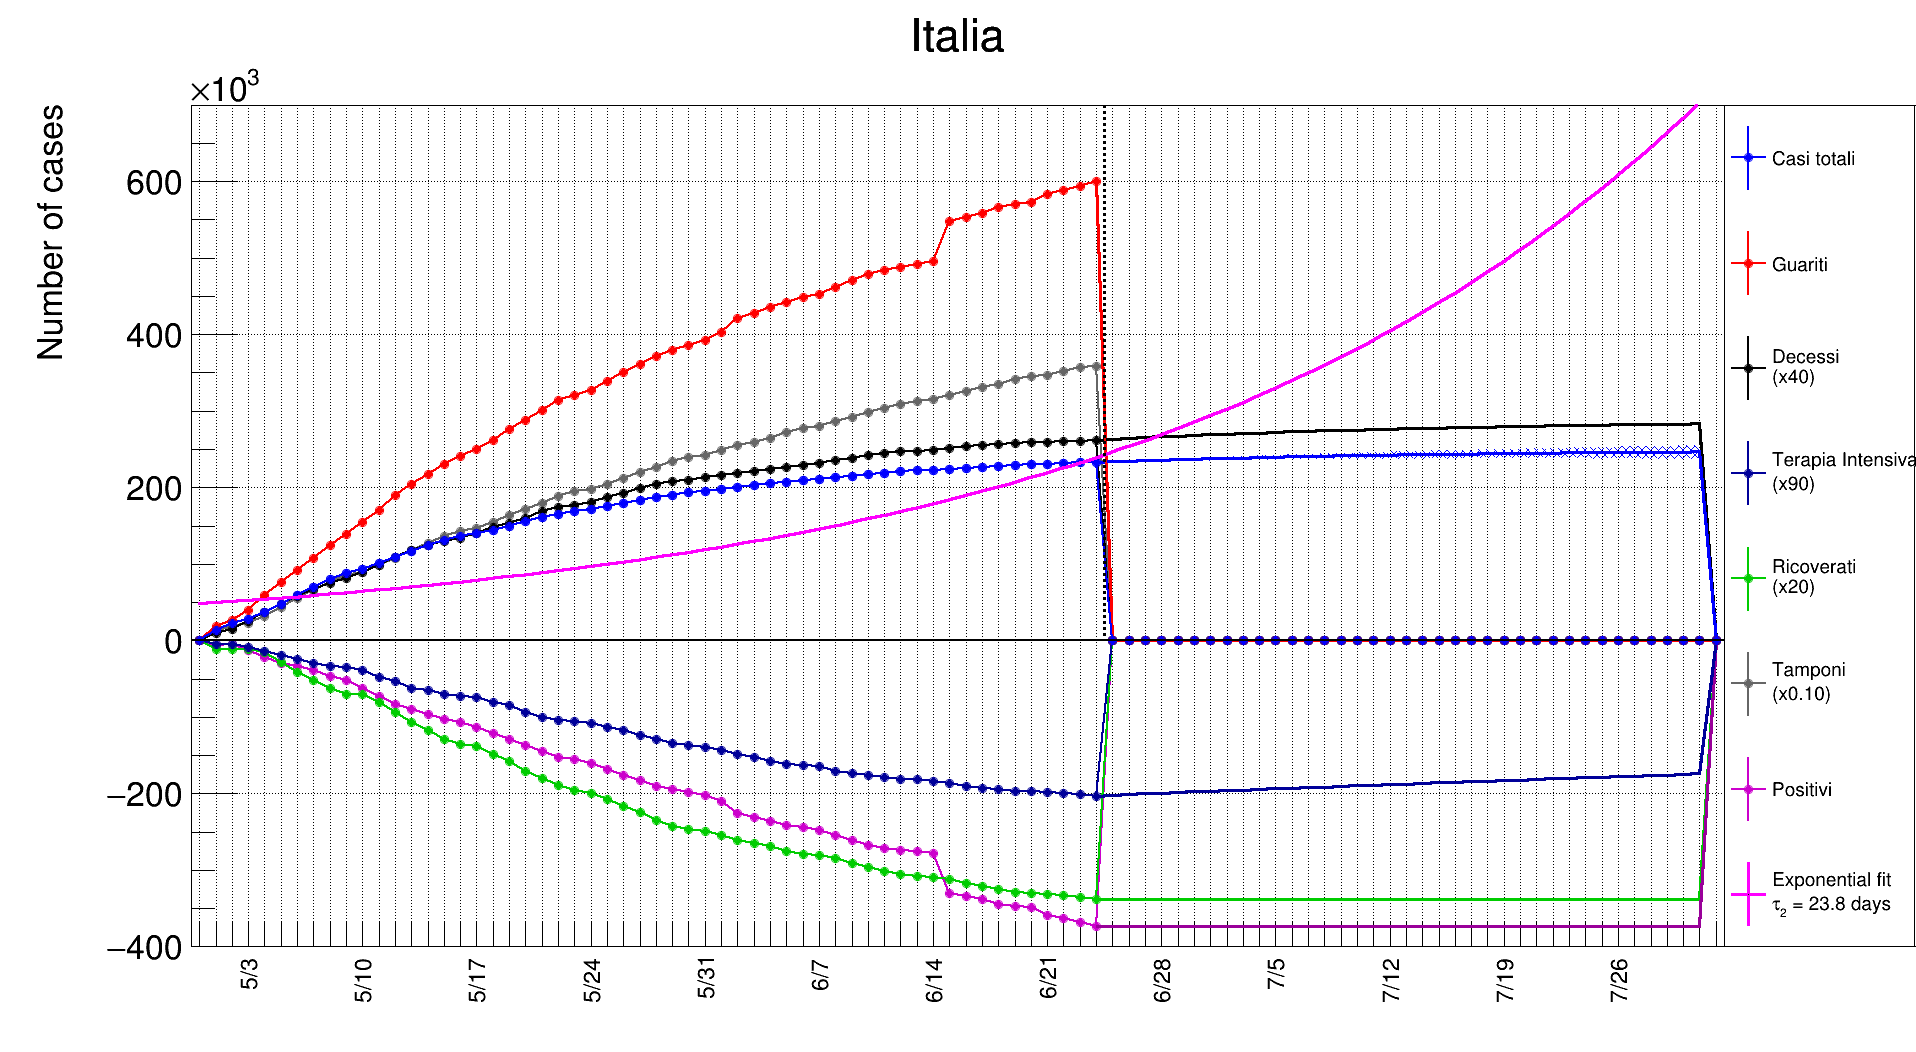 Italia
×10³
Number of cases
600
400
200
0
−200
−400
5/3
5/10
5/17
5/24
5/31
6/7
6/14
6/21
6/28
7/5
7/12
7/19
7/26
Casi totali
Guariti
Decessi
(x40)
Terapia Intensiva
(x90)
Ricoverati
(x20)
Tamponi
(x0.10)
Positivi
Exponential fit
τ₂ = 23.8 days